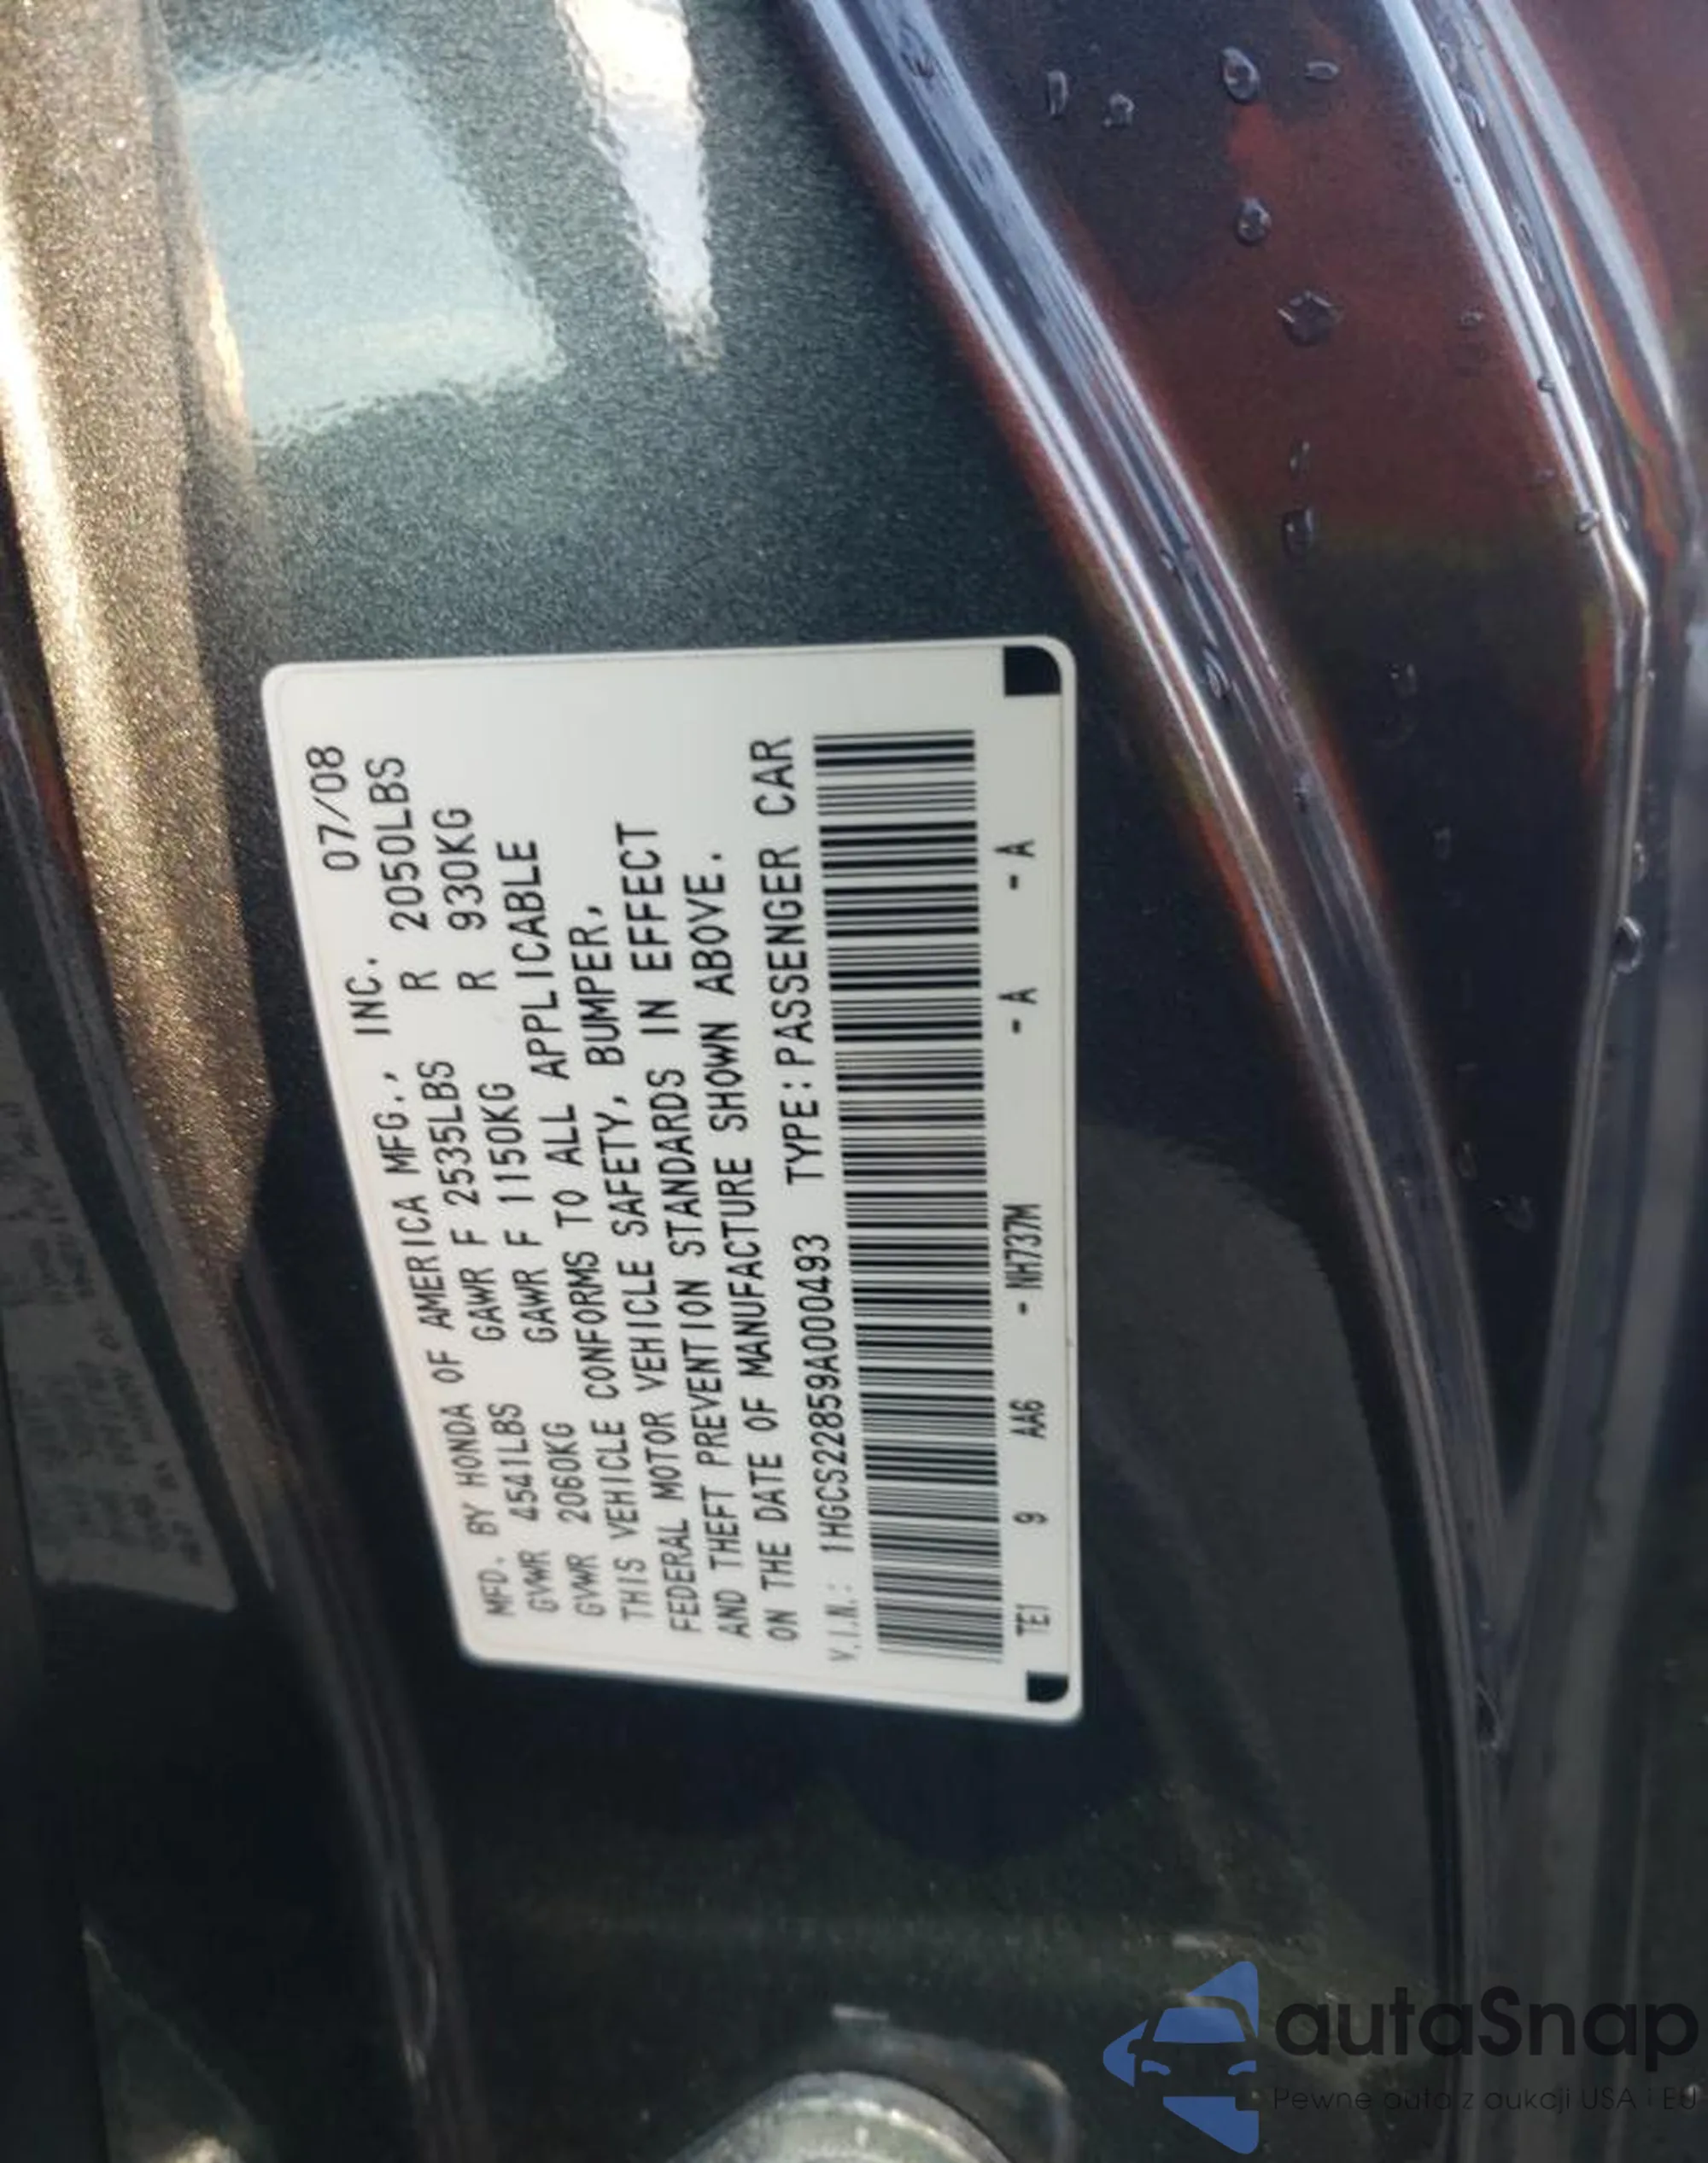 MFD. BY HONDA OF AMERICA MFG., INC. 07/08
GVWR 4541LBS GAWR F 2535LBS R 2050LBS
GVWR 2060KG GAWR F 1150KG R 930KG
THIS VEHICLE CONFORMS TO ALL APPLICABLE
FEDERAL MOTOR VEHICLE SAFETY, BUMPER,
AND THEFT PREVENTION STANDARDS IN EFFECT
ON THE DATE OF MANUFACTURE SHOWN ABOVE.
V.I.N.: 1HGCS22859A000493 TYPE: PASSENGER CAR
TE1 9 AA6 - NH737M - A - A
autaSnap
Pewne auto z aukcji USA i EU